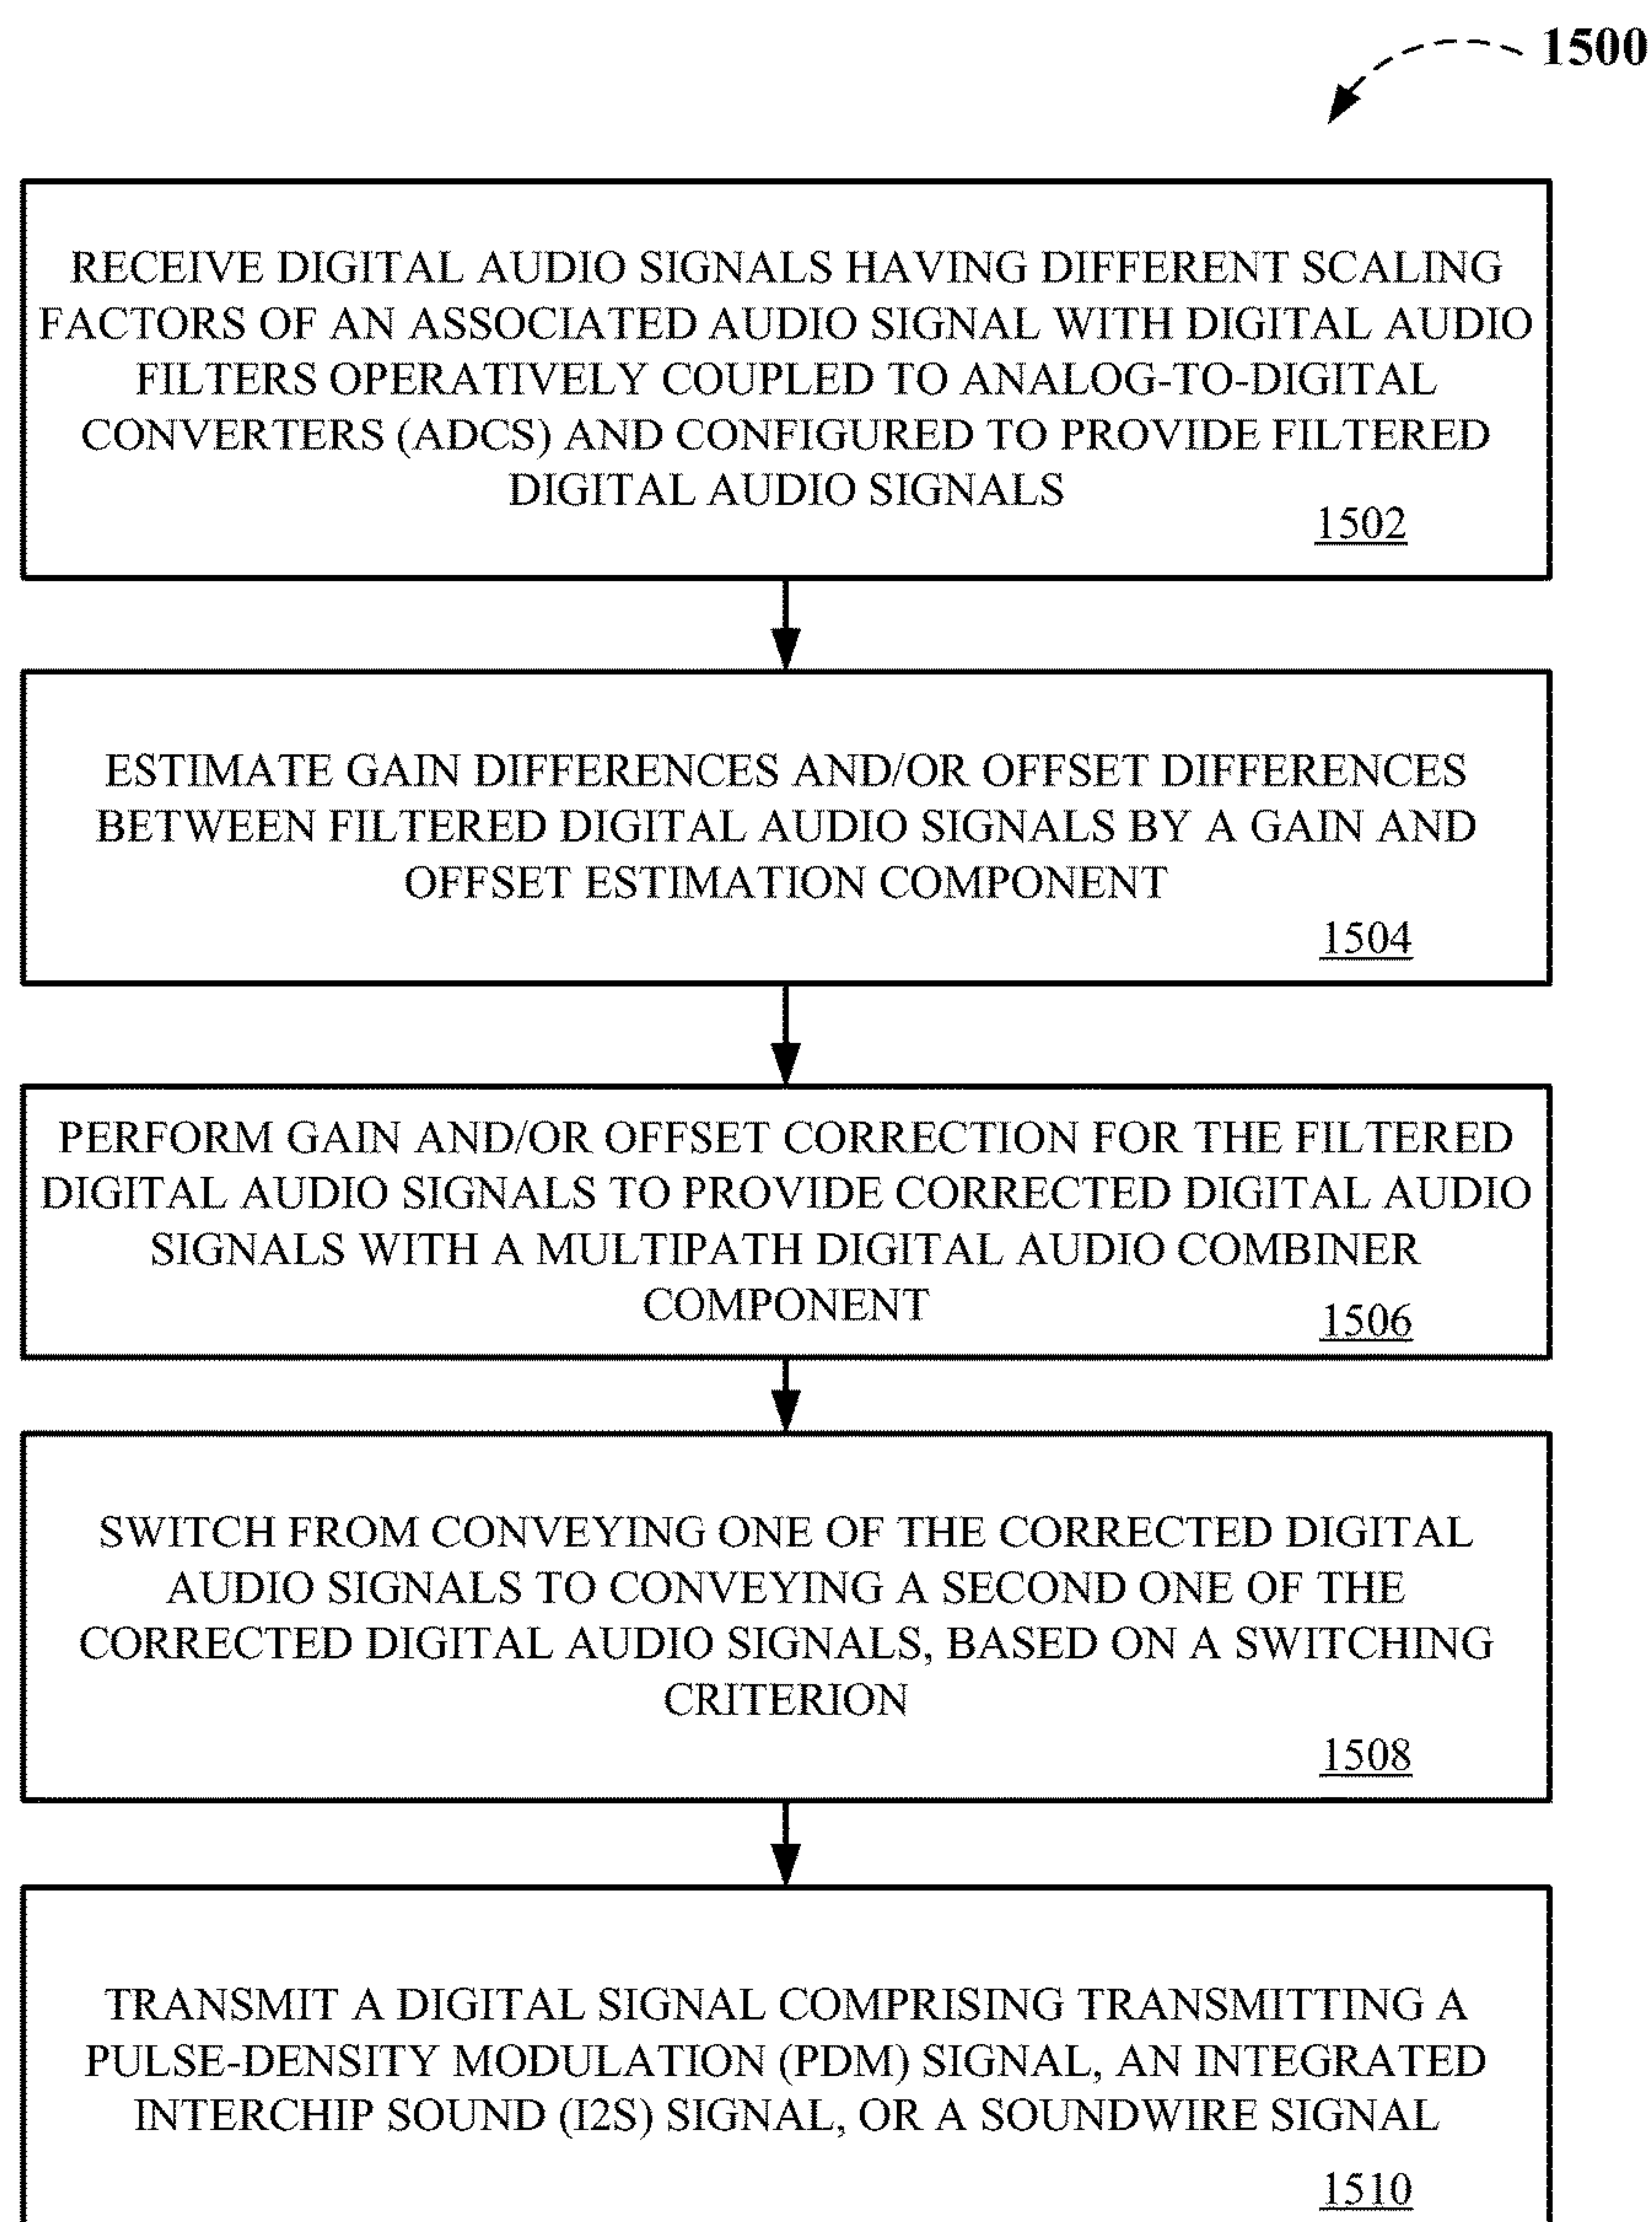 1500
RECEIVE DIGITAL AUDIO SIGNALS HAVING DIFFERENT SCALING
FACTORS OF AN ASSOCIATED AUDIO SIGNAL WITH DIGITAL AUDIO
FILTERS OPERATIVELY COUPLED TO ANALOG-TO-DIGITAL
CONVERTERS (ADCS) AND CONFIGURED TO PROVIDE FILTERED
DIGITAL AUDIO SIGNALS
1502
ESTIMATE GAIN DIFFERENCES AND/OR OFFSET DIFFERENCES
BETWEEN FILTERED DIGITAL AUDIO SIGNALS BY A GAIN AND
OFFSET ESTIMATION COMPONENT
1504
PERFORM GAIN AND/OR OFFSET CORRECTION FOR THE FILTERED
DIGITAL AUDIO SIGNALS TO PROVIDE CORRECTED DIGITAL AUDIO
SIGNALS WITH A MULTIPATH DIGITAL AUDIO COMBINER
COMPONENT
1506
SWITCH FROM CONVEYING ONE OF THE CORRECTED DIGITAL
AUDIO SIGNALS TO CONVEYING A SECOND ONE OF THE
CORRECTED DIGITAL AUDIO SIGNALS, BASED ON A SWITCHING
CRITERION
1508
TRANSMIT A DIGITAL SIGNAL COMPRISING TRANSMITTING A
PULSE-DENSITY MODULATION (PDM) SIGNAL, AN INTEGRATED
INTERCHIP SOUND (I2S) SIGNAL, OR A SOUNDWIRE SIGNAL
1510